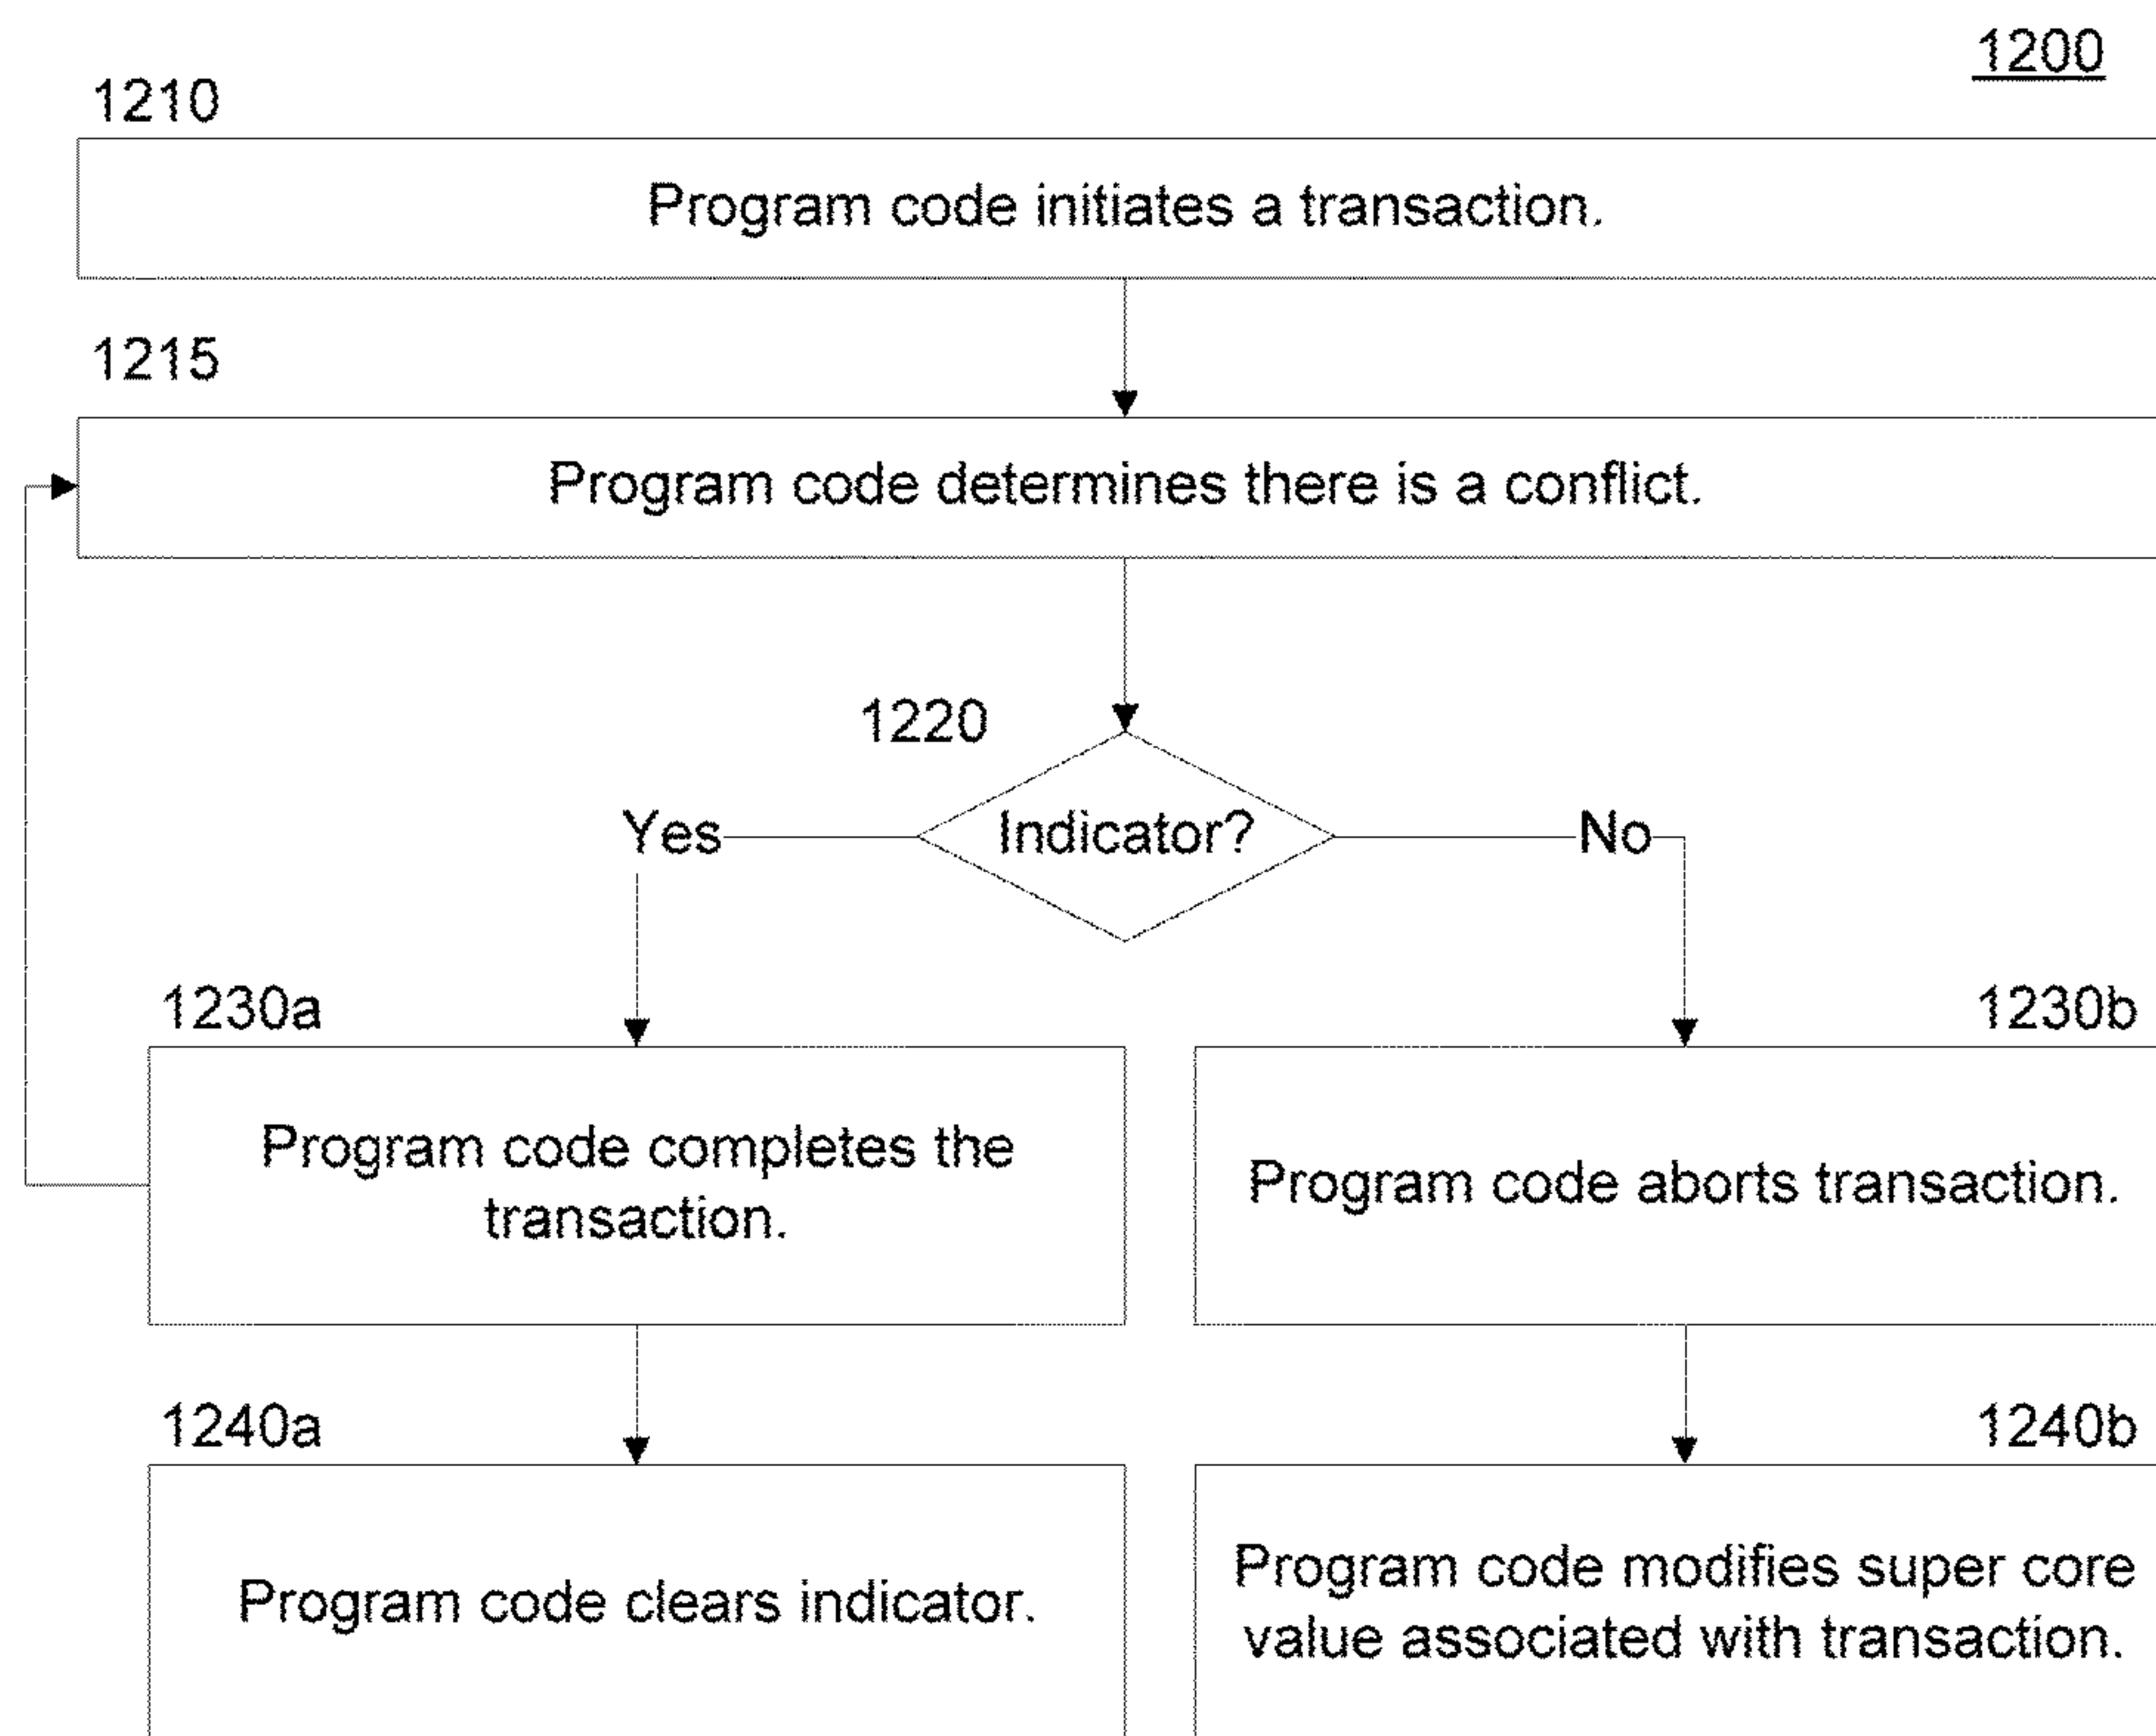 1200
1210
Program code initiates a transaction.
1215
Program code determines there is a conflict.
1220
Yes
Indicator?
No
1230a
1230b
Program code completes the
transaction.
Program code aborts transaction.
1240a
1240b
Program code clears indicator.
Program code modifies super core
value associated with transaction.